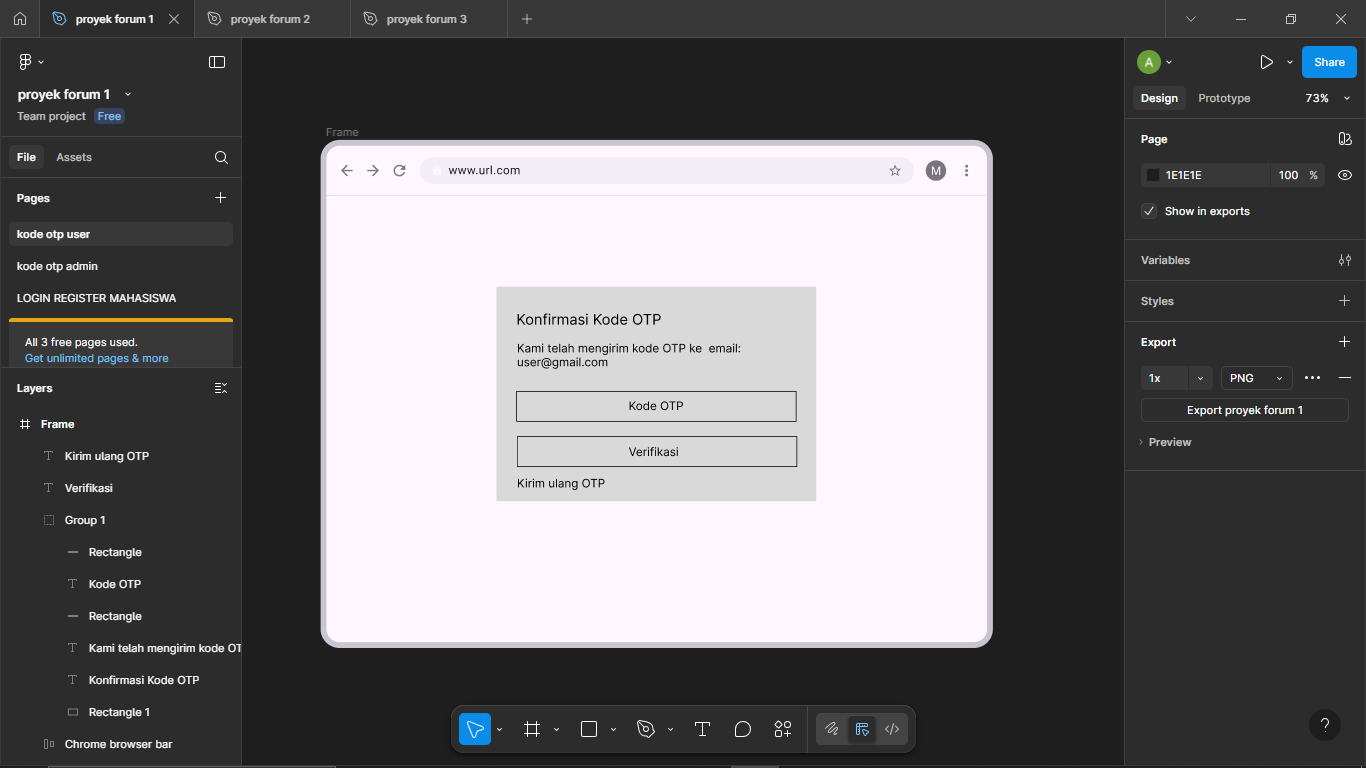 proyek forum 1
proyek forum 2
proyek forum 3
proyek forum 1
Team project Free
File Assets
Pages
kode otp user
kode otp admin
LOGIN REGISTER MAHASISWA
All 3 free pages used.
Get unlimited pages & more
Layers
Frame
Kirim ulang OTP
Verifikasi
Group 1
Rectangle
Kode OTP
Rectangle
Kami telah mengirim kode OT
Konfirmasi Kode OTP
Rectangle 1
Chrome browser bar
Frame
www.url.com
M
Konfirmasi Kode OTP
Kami telah mengirim kode OTP ke  email:
user@gmail.com
Kode OTP
Verifikasi
Kirim ulang OTP
A
Share
Design Prototype 73%
Page
1E1E1E 100 %
Show in exports
Variables
Styles
Export
1x PNG
Export proyek forum 1
Preview
?